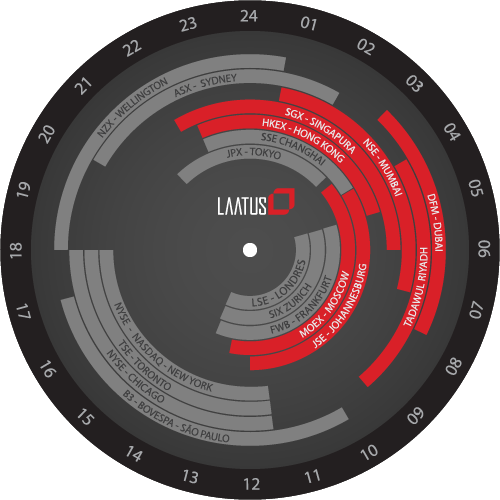 24
01
02
03
04
05
06
07
08
09
10
11
12
13
14
15
16
17
18
19
20
21
22
23
NZX - WELLINGTON
ASX - SYDNEY
SGX - SINGAPURA
HKEX - HONG KONG
SSE CHANGHAI
JPX - TOKYO
NSE - MUMBAI
DFM - DUBAI
TADAWUL RIYADH
LAATUS
MOEX - MOSCOW
JSE - JOHANNESBURG
LSE - LONDRES
SIX ZURICH
FWB - FRANKFURT
NYSE - NASDAQ - NEW YORK
TSE - TORONTO
NYSE - CHICAGO
B3 - BOVESPA - SÃO PAULO